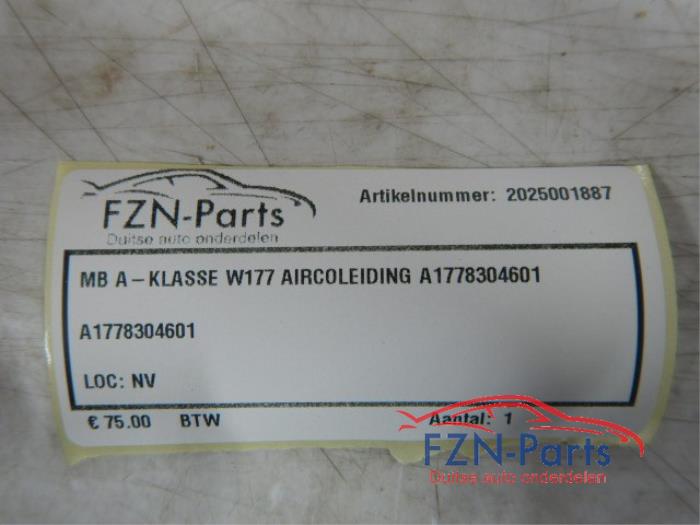 Artikelnummer: 2025001887
FZN-Parts
Duitse auto onderdelen
MB A-KLASSE W177 AIRCOLEIDING A1778304601
A1778304601
LOC: NV
€ 75.00 BTW Aantal: 1
FZN-Parts
Duitse auto onderdelen